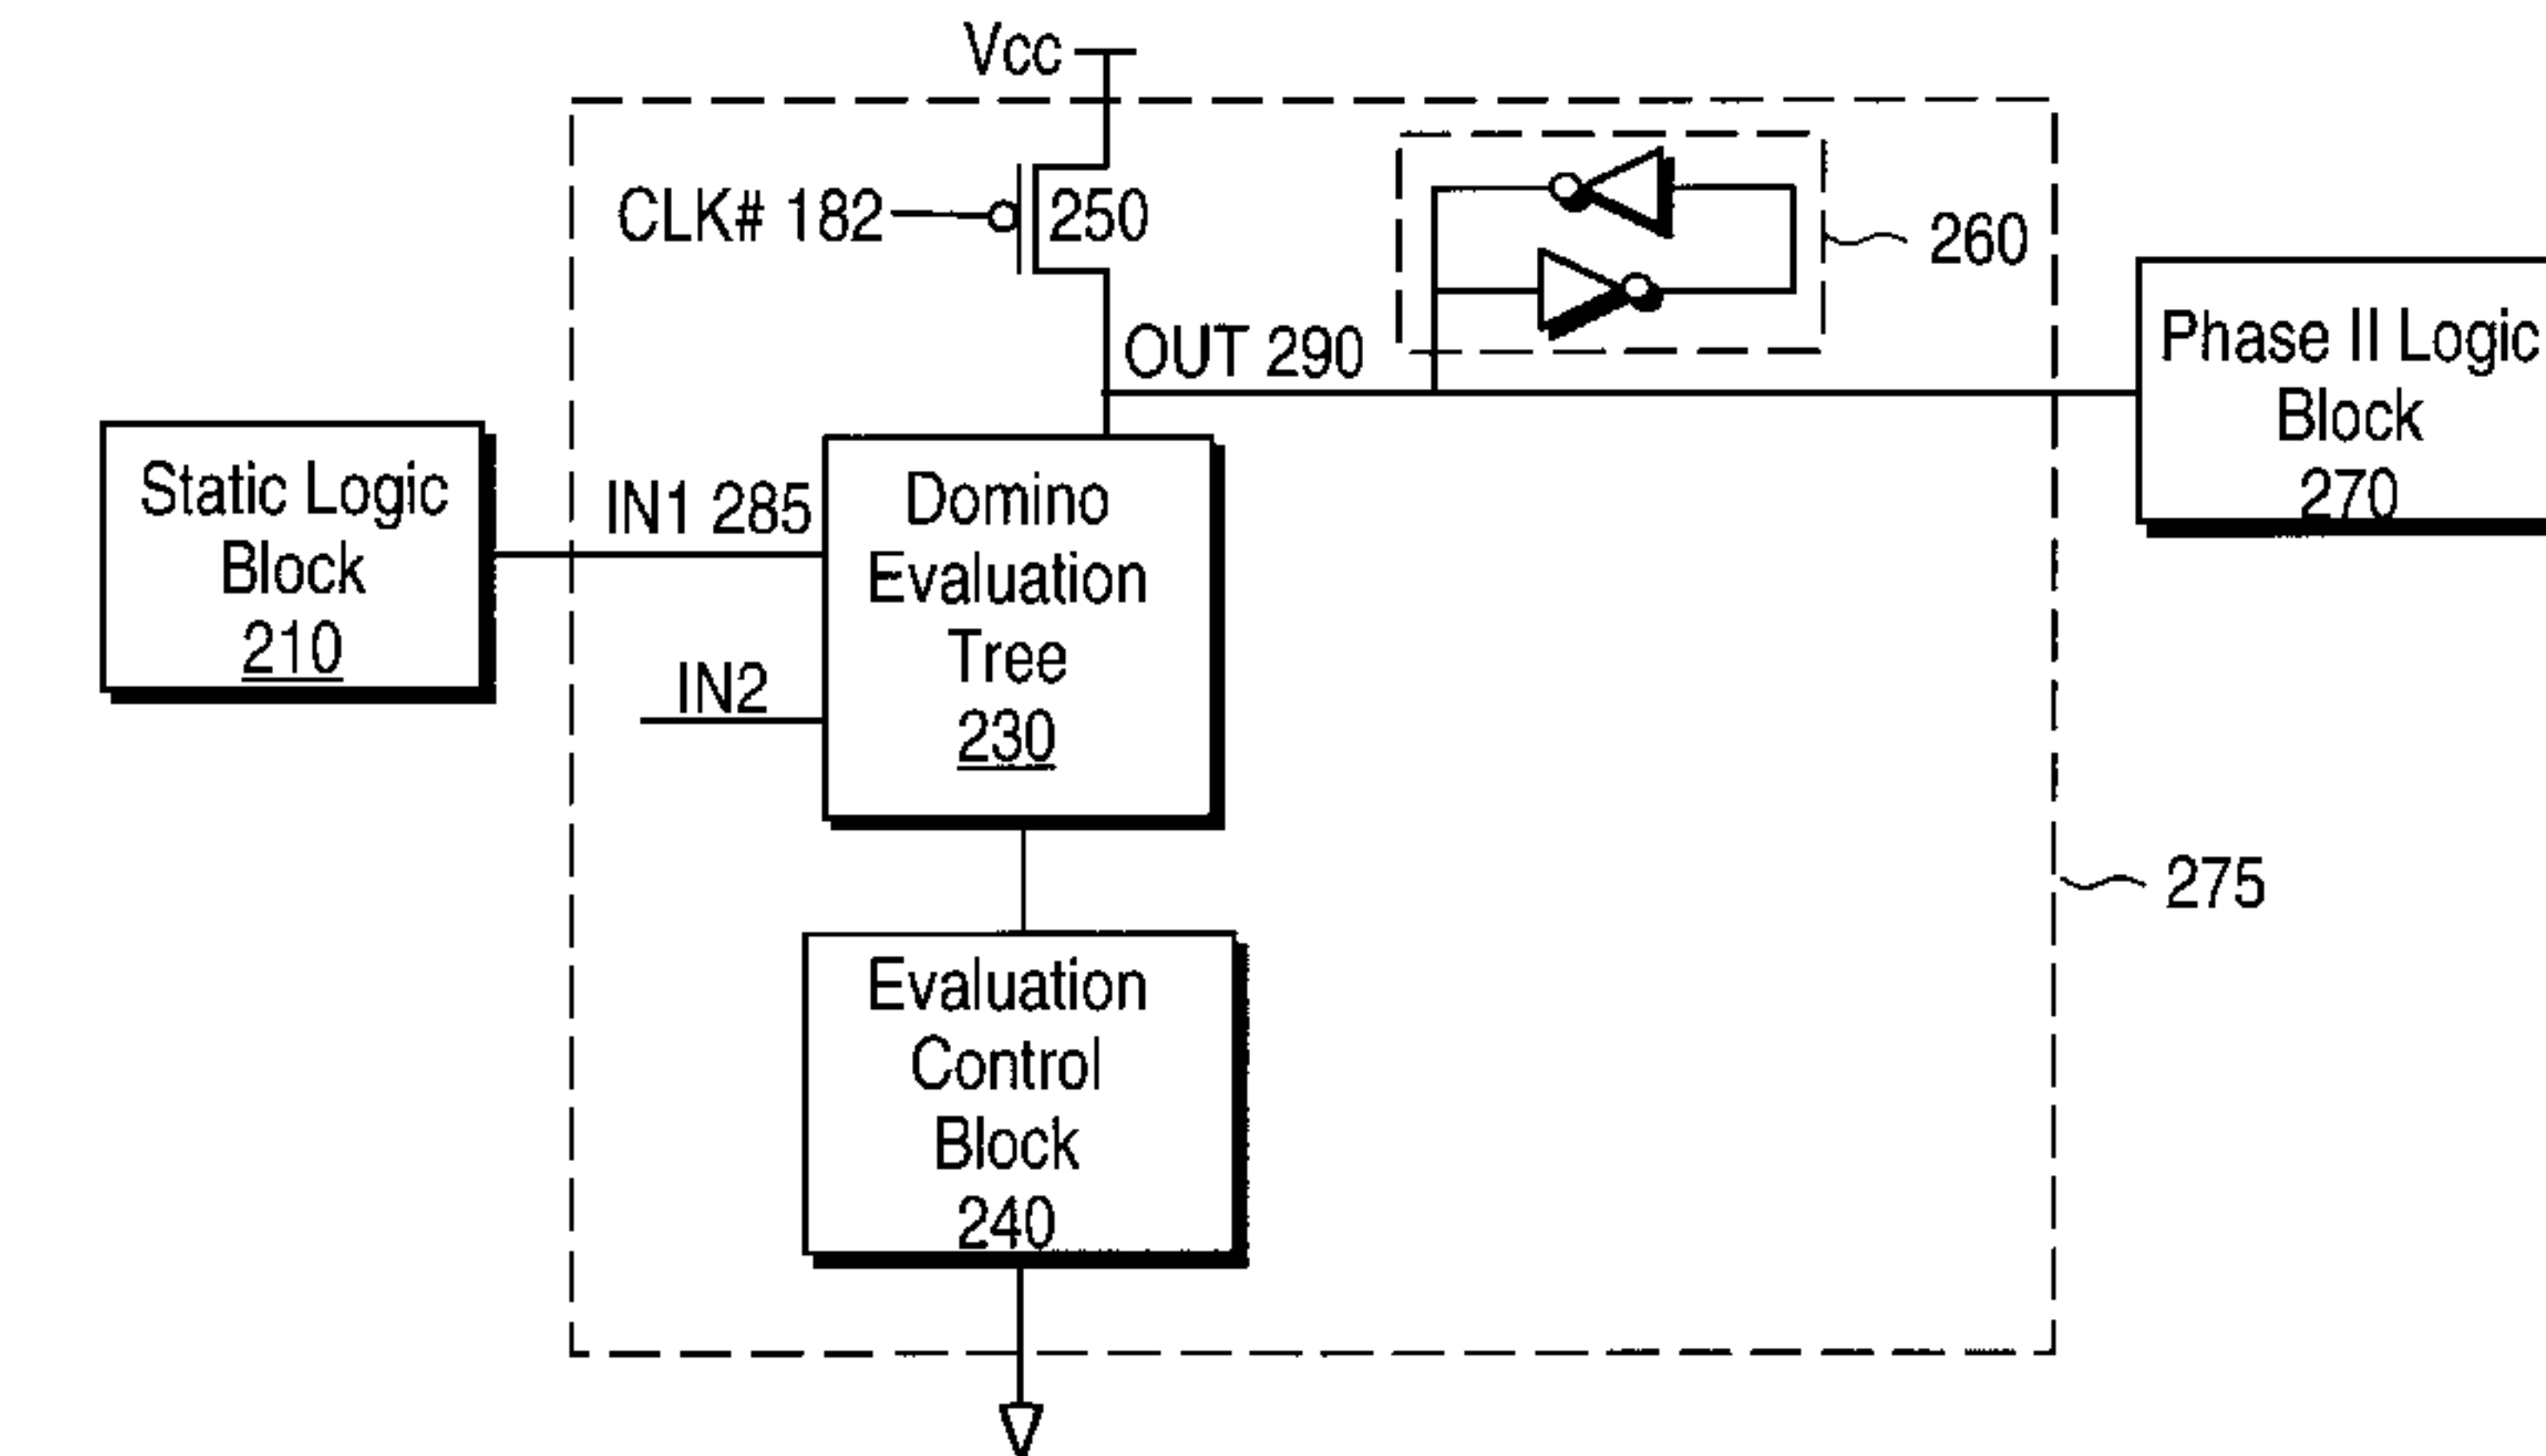 Vcc
CLK# 182
250
260
OUT 290
Phase II Logic
Block
270
Static Logic
Block
210
IN1 285
IN2
Domino
Evaluation
Tree
230
275
Evaluation
Control
Block
240